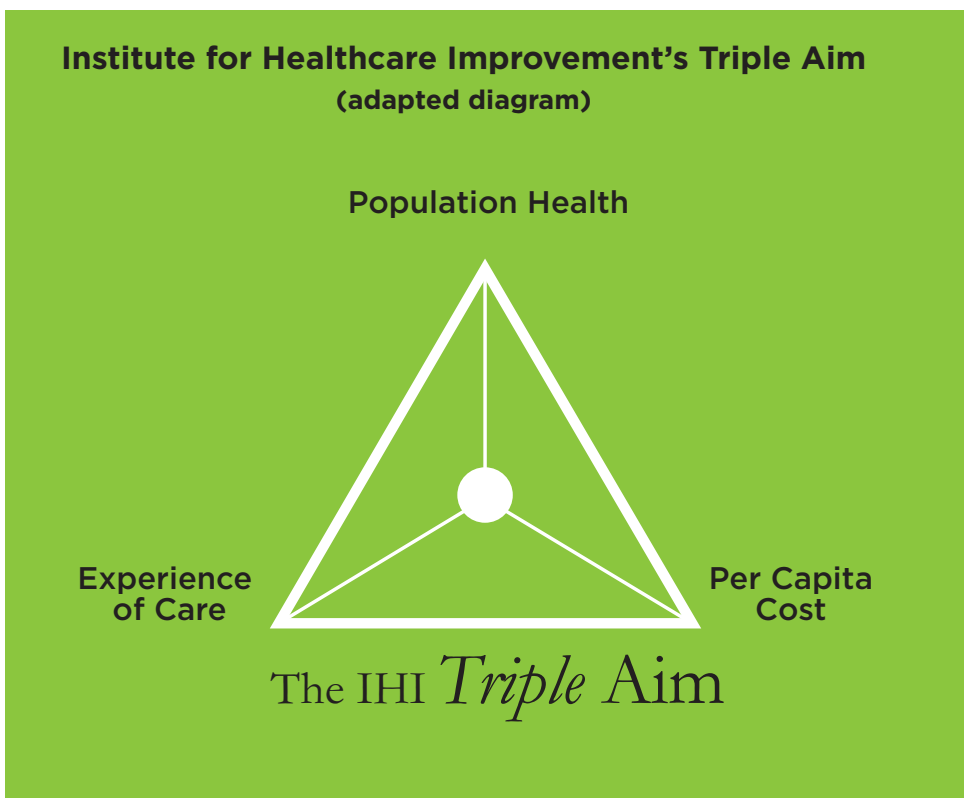 Institute for Healthcare Improvement’s Triple Aim
(adapted diagram)
Population Health
Experience
of Care
Per Capita
Cost
The IHI Triple Aim